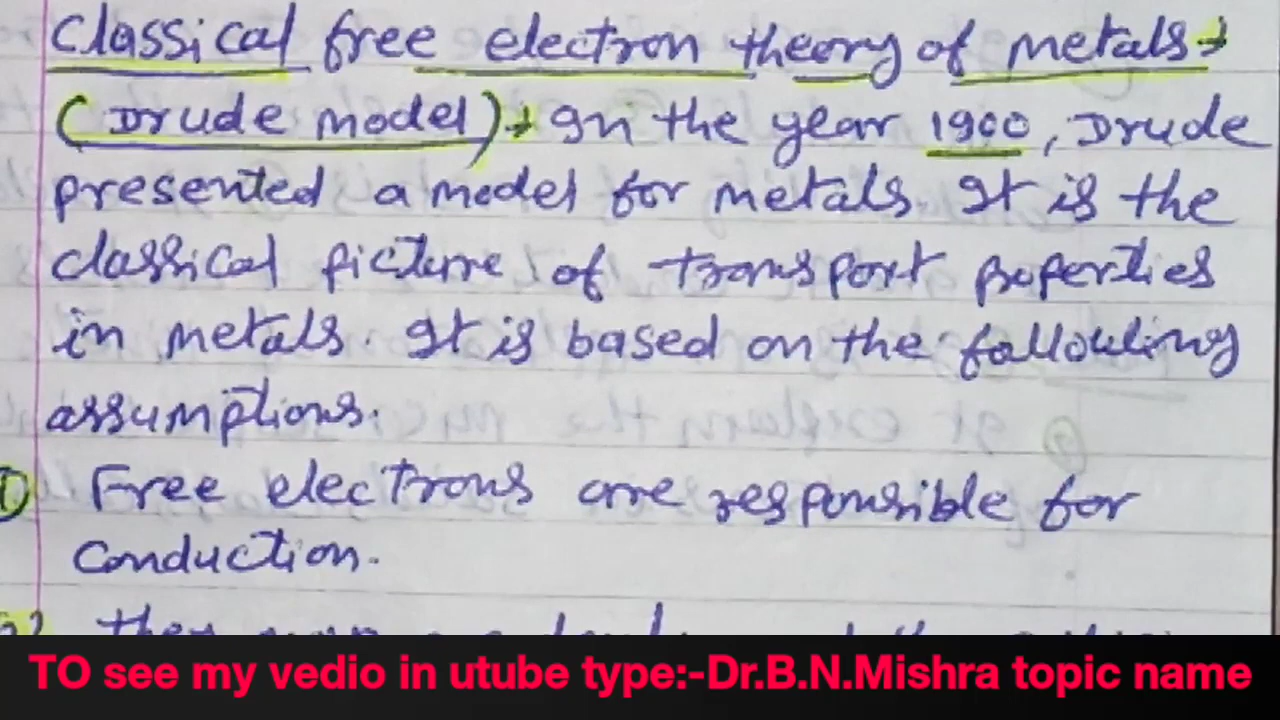 Classical free electron theory of metals→
(Drude model)→ In the year 1900, Drude
presented a model for metals. It is the
classical picture of transport properties
in metals. It is based on the following
assumptions.
① Free electrons are responsible for
conduction.
they
TO see my vedio in utube type:-Dr.B.N.Mishra topic name